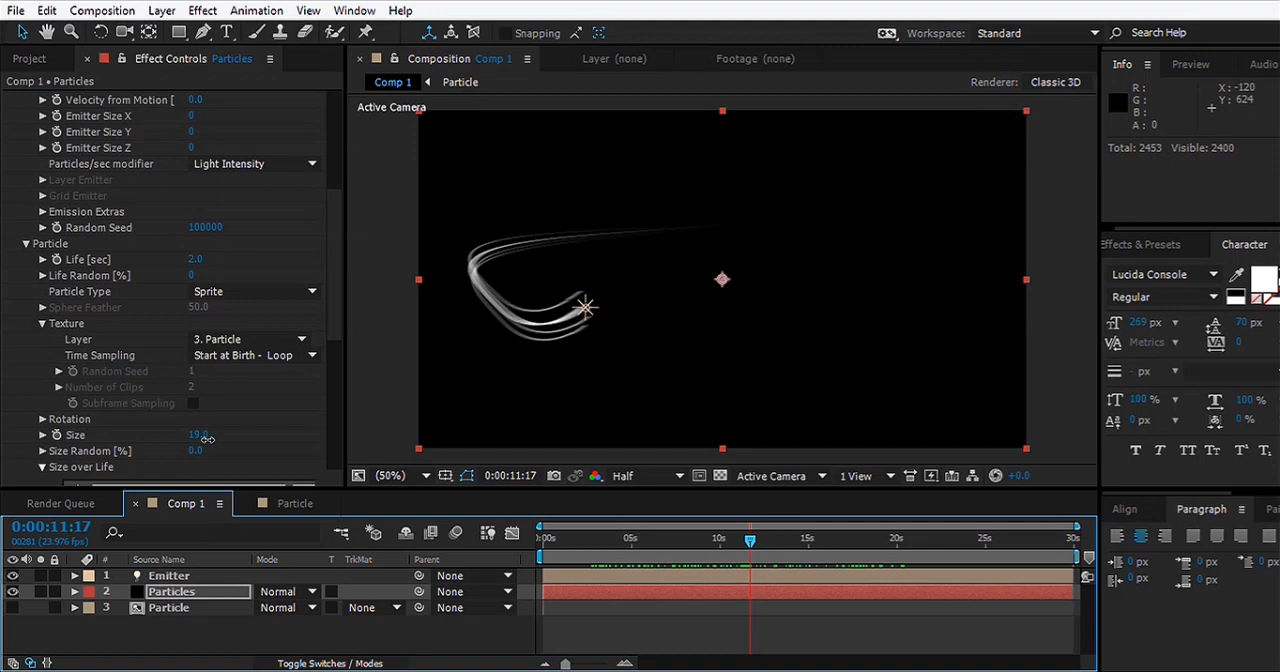 File Edit Composition Layer Effect Animation View Window Help
Snapping Workspace: Standard Search Help
Project Effect Controls Particles
Comp 1 • Particles
Velocity from Motion [ 0.0
Emitter Size X 0
Emitter Size Y 0
Emitter Size Z 0
Particles/sec modifier Light Intensity
Layer Emitter
Grid Emitter
Emission Extras
Random Seed 100000
Particle
Life [sec] 2.0
Life Random [%] 0
Particle Type Sprite
Sphere Feather 50.0
Texture
Layer 3. Particle
Time Sampling Start at Birth - Loop
Random Seed 1
Number of Clips 2
Subframe Sampling
Rotation
Size 19.0
Size Random [%] 0.0
Size over Life
Composition Comp 1 Layer (none) Footage (none)
Comp 1 Particle Renderer: Classic 3D
Active Camera
(50%) 0:00:11:17 Half Active Camera 1 View +0.0
Info Preview Audio
R: X: -120
G: Y: 624
B:
A: 0
Total: 2453 Visible: 2400
Effects & Presets Character
Lucida Console
Regular
269 px 70 px
Metrics 0
- px
100 % 100 %
0 px 0 %
T T TT Tт T¹ T₁
Align Paragraph Pa
0 px 0 px 0 px
0 px 0 px
Render Queue Comp 1 Particle
0:00:11:17
00281 (23.976 fps)
:00s 05s 10s 15s 20s 25s 30s
# Source Name Mode T TrkMat Parent
1 Emitter None
2 Particles Normal None
3 Particle Normal None None
Toggle Switches / Modes